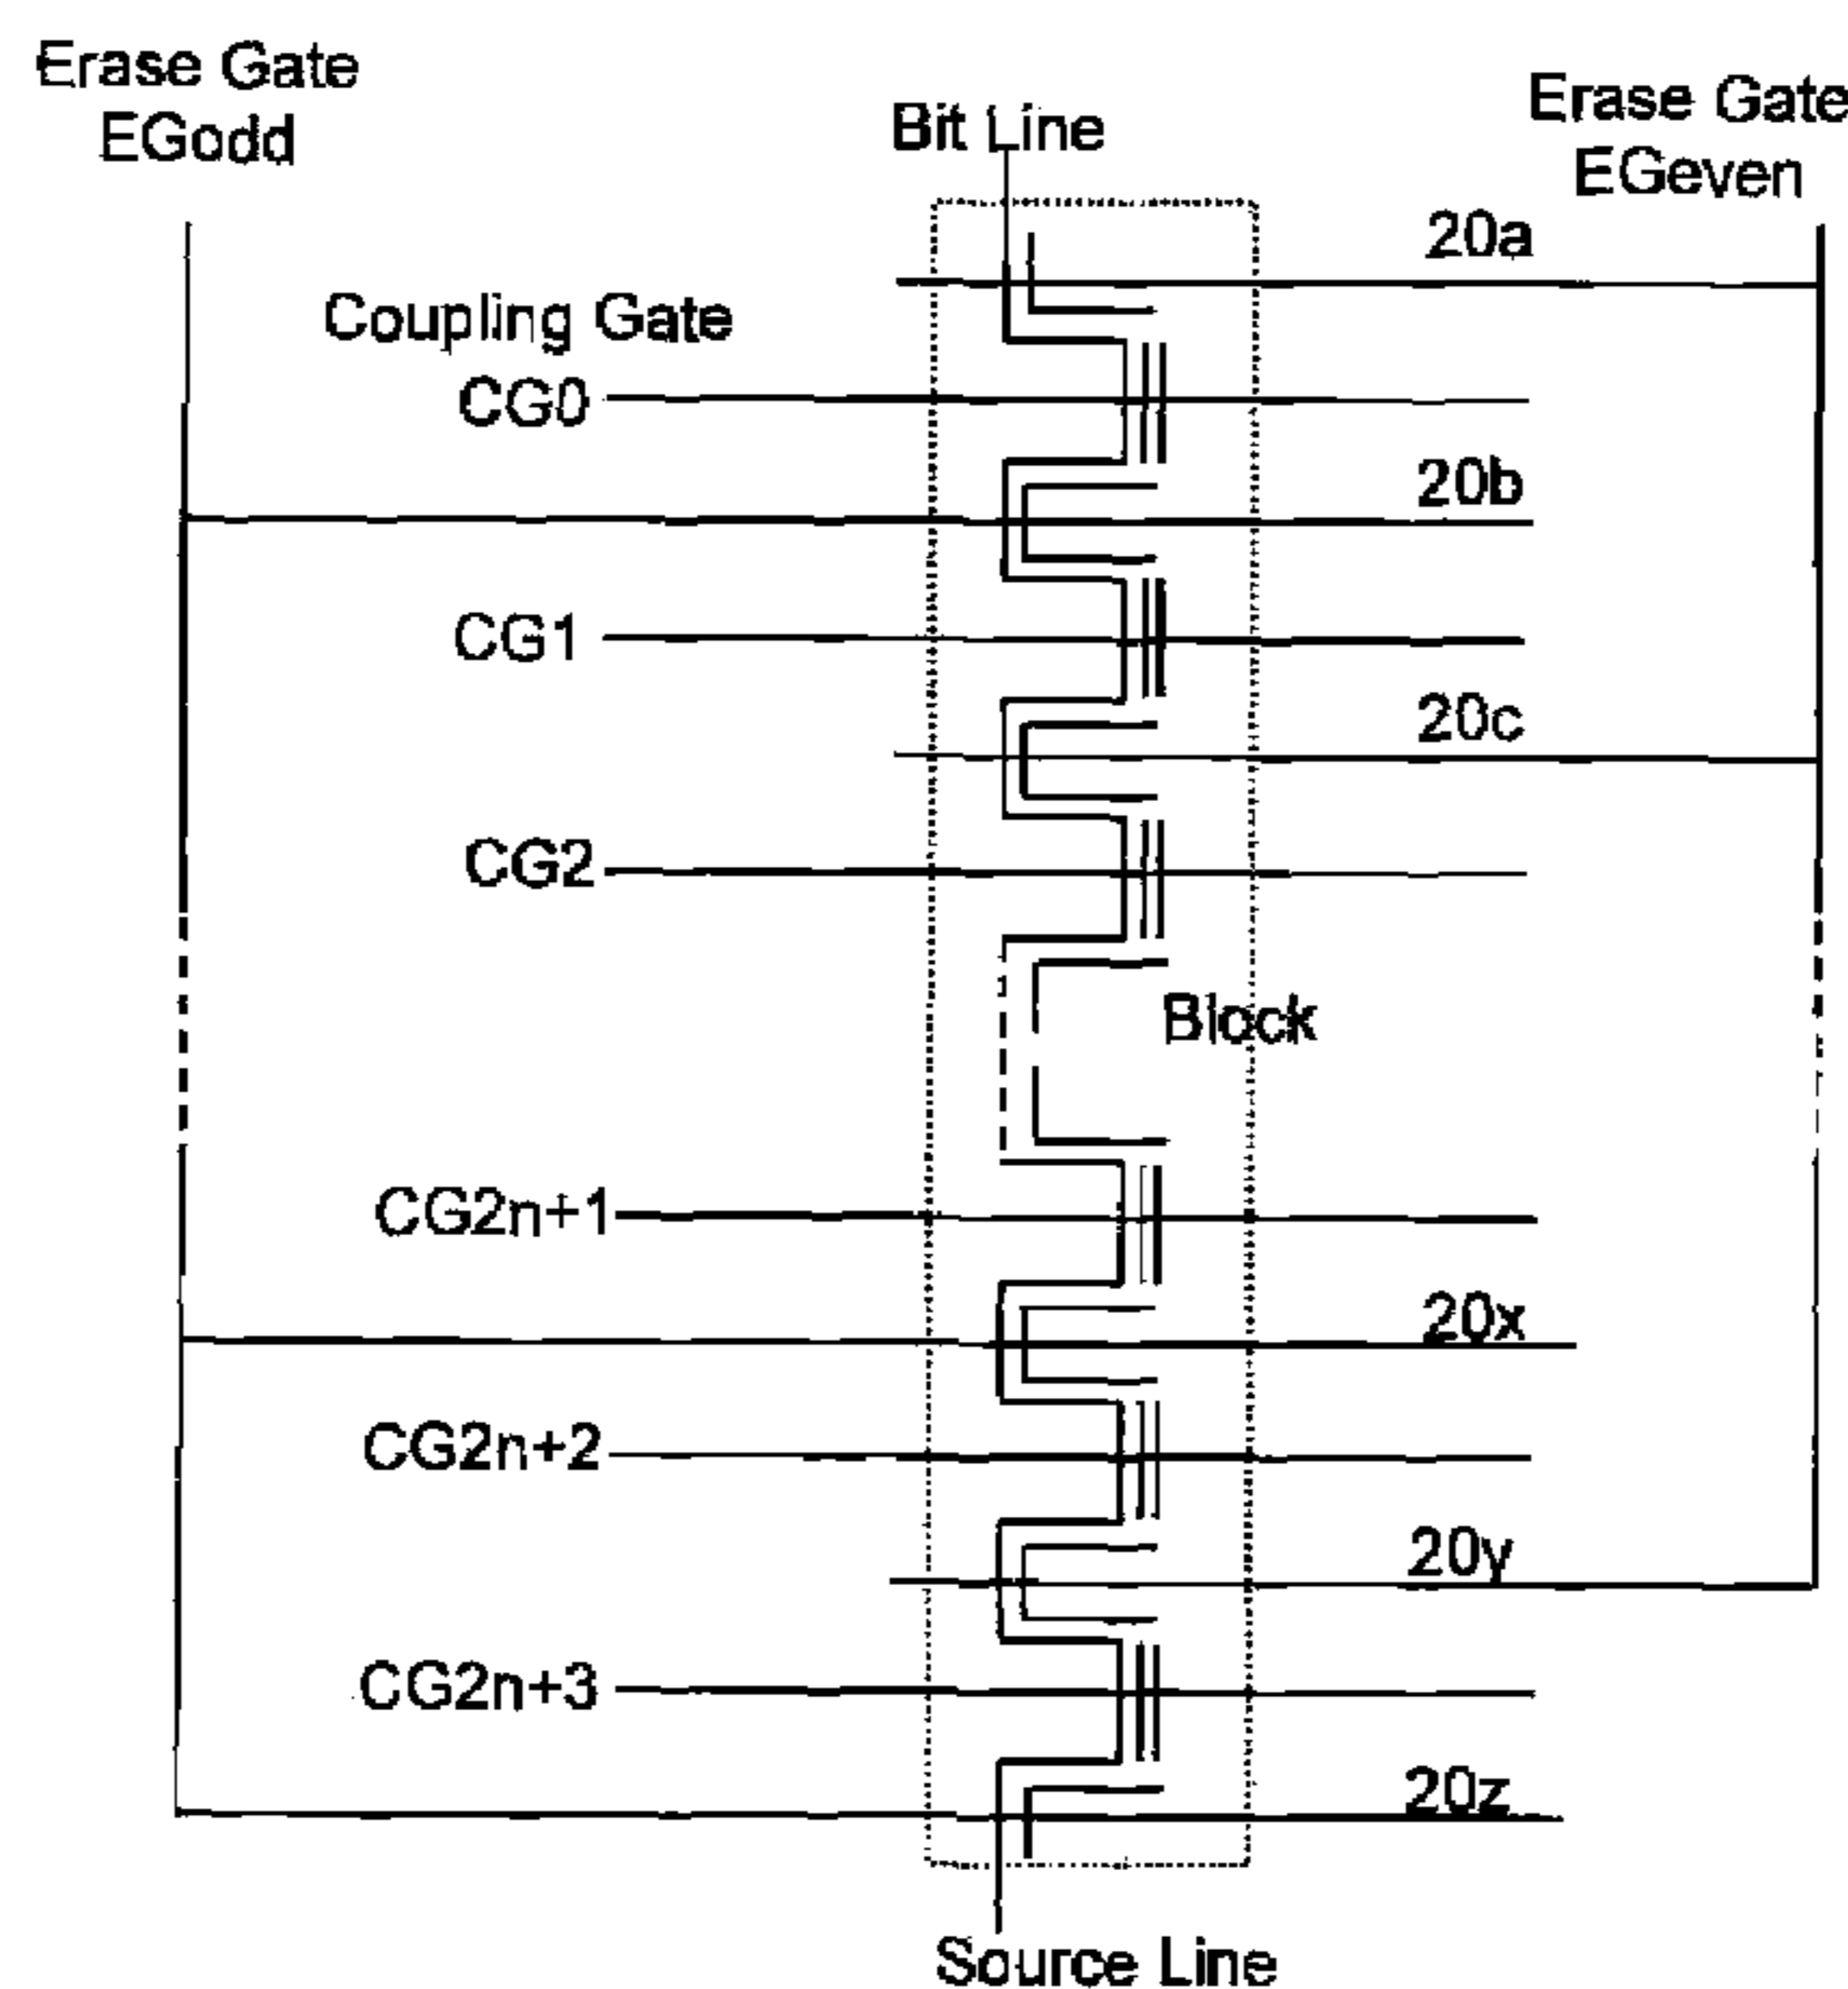 Erase Gate
EGodd
Bit Line
Erase Gate
EGeven
20a
Coupling Gate
CG0
20b
CG1
20c
CG2
Block
CG2n+1
20x
CG2n+2
20y
CG2n+3
20z
Source Line